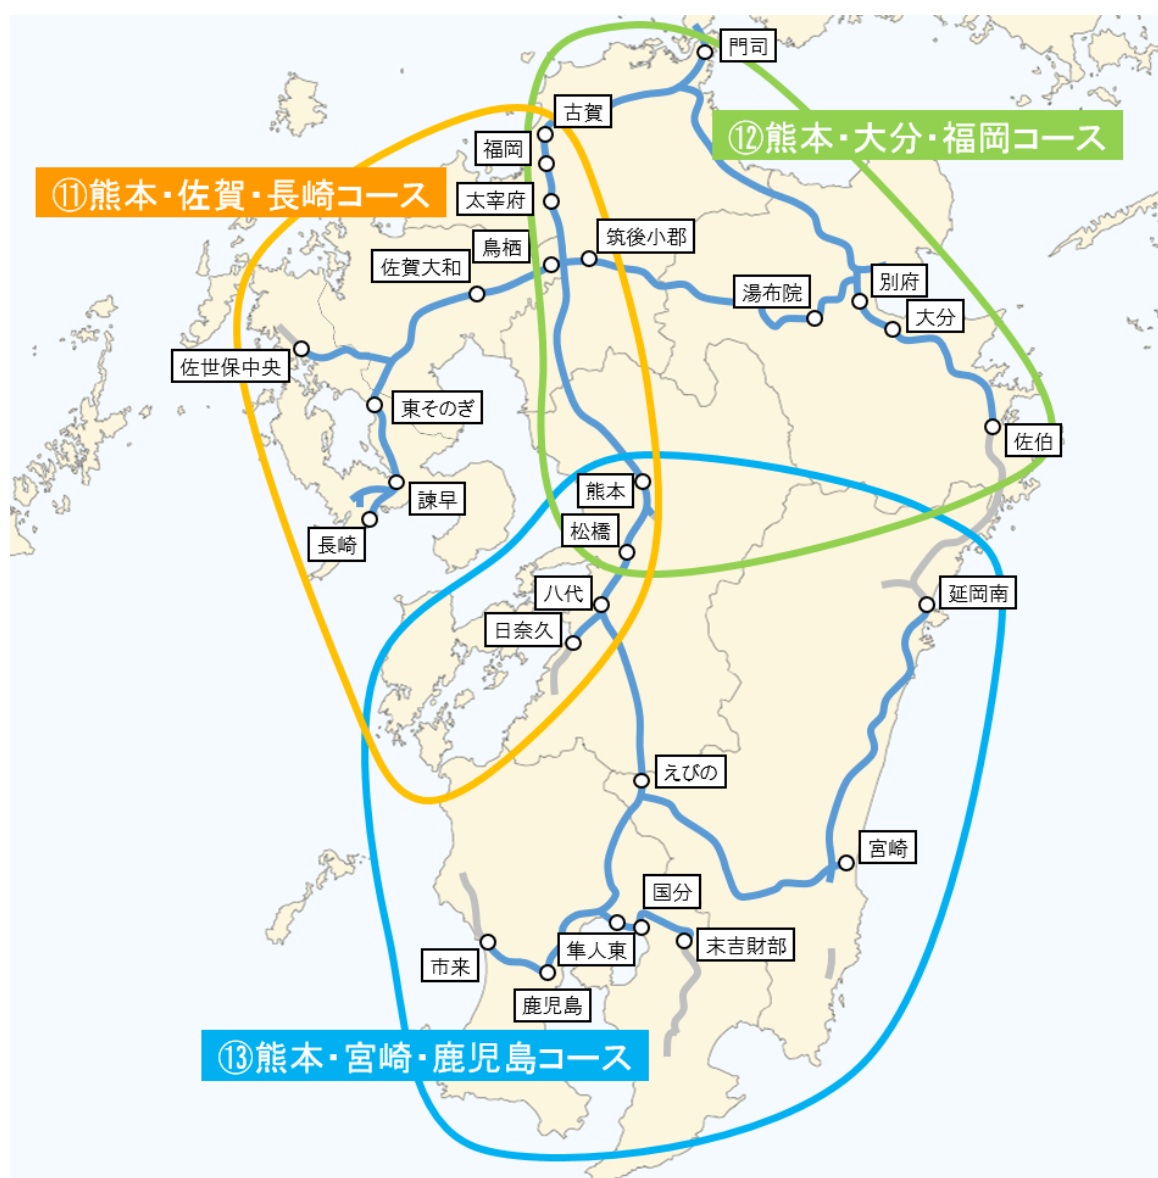 門司
古賀
⑫熊本・大分・福岡コース
福岡
⑪熊本・佐賀・長崎コース
太宰府
鳥栖
筑後小郡
佐賀大和
湯布院
別府
大分
佐世保中央
東そのぎ
佐伯
熊本
諫早
松橋
長崎
八代
延岡南
日奈久
えびの
宮崎
国分
隼人東
末吉財部
市来
鹿児島
⑬熊本・宮崎・鹿児島コース